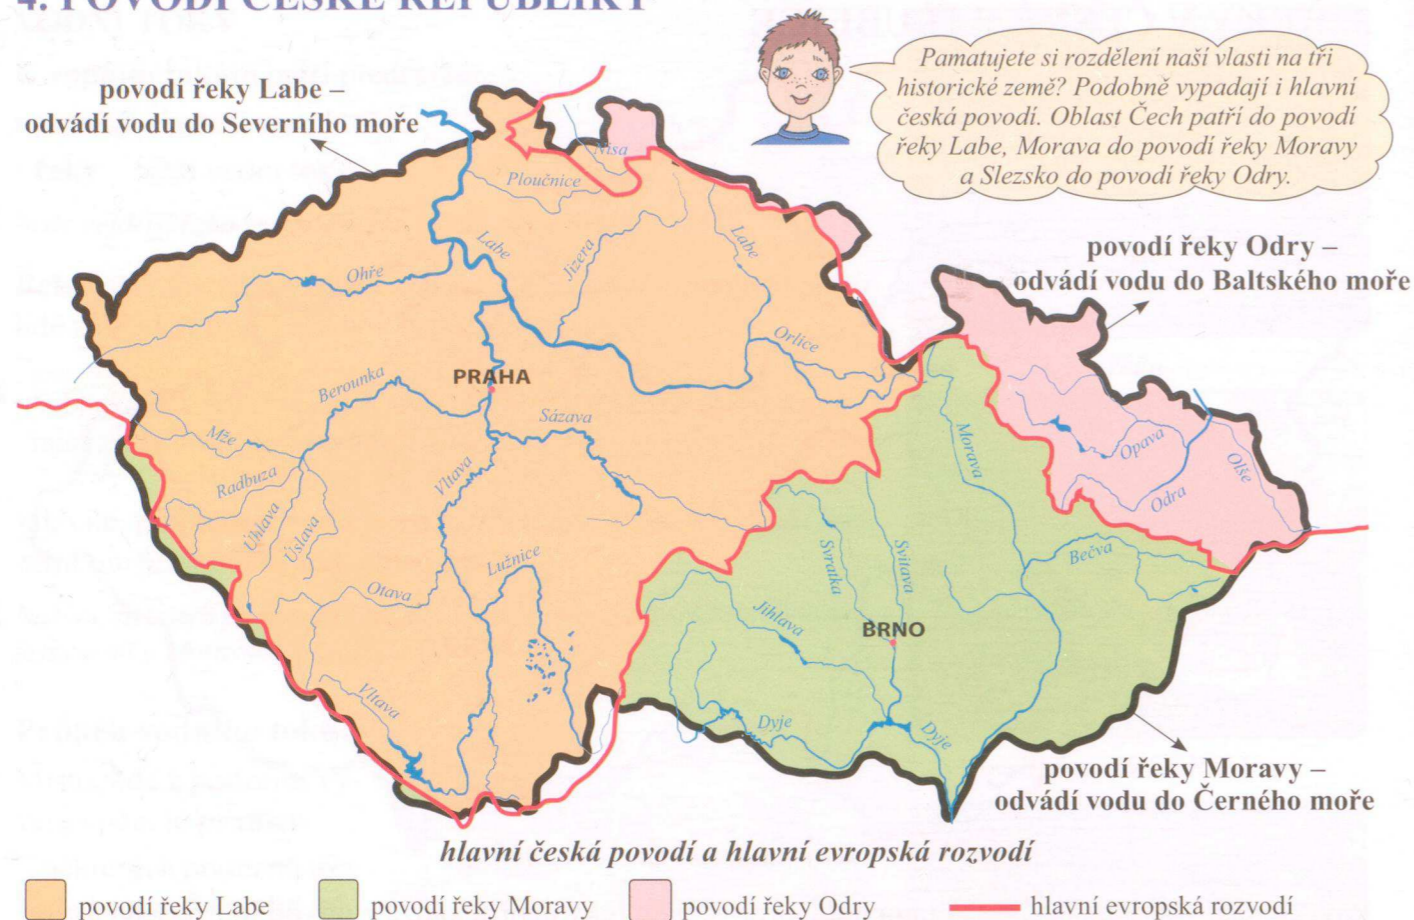 4. POVODÍ ČESKÉ REPUBLIKY
povodí řeky Labe –
odvádí vodu do Severního moře
Pamatujete si rozdělení naší vlasti na tři
historické země? Podobně vypadají i hlavní
česká povodí. Oblast Čech patří do povodí
řeky Labe, Morava do povodí řeky Moravy
a Slezsko do povodí řeky Odry.
povodí řeky Odry –
odvádí vodu do Baltského moře
Nisa
Ploučnice
Labe
Jizera
Labe
Ohře
Orlice
PRAHA
Berounka
Sázava
Mže
Vltava
Radbuza
Úhlava
Úslava
Otava
Lužnice
Vltava
Morava
Opava
Odra
Olše
Bečva
Svratka
Svitava
Jihlava
BRNO
Dyje
Dyje
povodí řeky Moravy –
odvádí vodu do Černého moře
hlavní česká povodí a hlavní evropská rozvodí
povodí řeky Labe
povodí řeky Moravy
povodí řeky Odry
hlavní evropská rozvodí